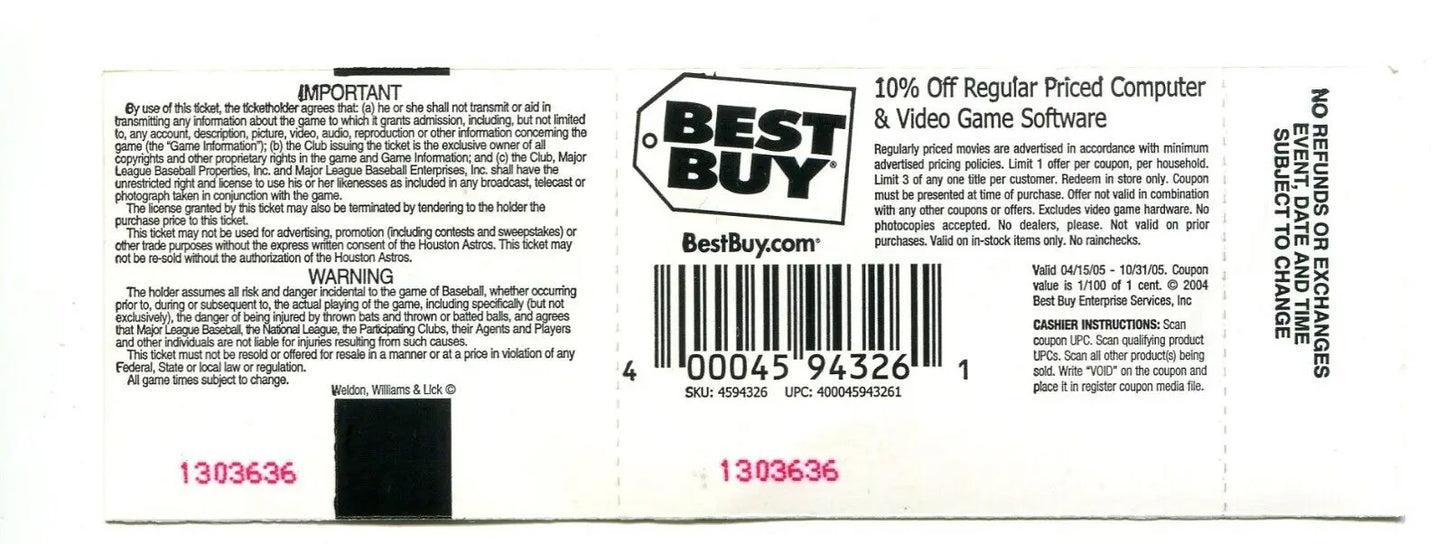 IMPORTANT
By use of this ticket, the ticketholder agrees that: (a) he or she shall not transmit or aid in
transmitting any information about the game to which it grants admission, including, but not limited
to, any account, description, picture, video, audio, reproduction or other information concerning the
game (the "Game Information"); (b) the Club issuing the ticket is the exclusive owner of all
copyrights and other proprietary rights in the game and Game Information; and (c) the Club, Major
League Baseball Properties, Inc. and Major League Baseball Enterprises, Inc. shall have the
unrestricted right and license to use his or her likenesses as included in any broadcast, telecast or
photograph taken in conjunction with the game.
The license granted by this ticket may also be terminated by tendering to the holder the
purchase price to this ticket.
This ticket may not be used for advertising, promotion (including contests and sweepstakes) or
other trade purposes without the express written consent of the Houston Astros. This ticket may
not be re-sold without the authorization of the Houston Astros.
WARNING
The holder assumes all risk and danger incidental to the game of Baseball, whether occurring
prior to, during or subsequent to, the actual playing of the game, including specifically (but not
exclusively), the danger of being injured by thrown bats and thrown or batted balls, and agrees
that Major League Baseball, the National League, the Participating Clubs, their Agents and Players
and other individuals are not liable for injuries resulting from such causes.
This ticket must not be resold or offered for resale in a manner or at a price in violation of any
Federal, State or local law or regulation.
All game times subject to change.
Weldon, Williams & Lick ©
1303636
BEST
BUY®
BestBuy.com®
10% Off Regular Priced Computer
& Video Game Software
Regularly priced movies are advertised in accordance with minimum
advertised pricing policies. Limit 1 offer per coupon, per household.
Limit 3 of any one title per customer. Redeem in store only. Coupon
must be presented at time of purchase. Offer not valid in combination
with any other coupons or offers. Excludes video game hardware. No
photocopies accepted. No dealers, please. Not valid on prior
purchases. Valid on in-stock items only. No rainchecks.
Valid 04/15/05 - 10/31/05. Coupon
value is 1/100 of 1 cent. © 2004
Best Buy Enterprise Services, Inc
CASHIER INSTRUCTIONS: Scan
coupon UPC. Scan qualifying product
UPCs. Scan all other product(s) being
sold. Write "VOID" on the coupon and
place it in register coupon media file.
4 00045 94326 1
SKU: 4594326 UPC: 400045943261
1303636
NO REFUNDS OR EXCHANGES
EVENT, DATE AND TIME
SUBJECT TO CHANGE